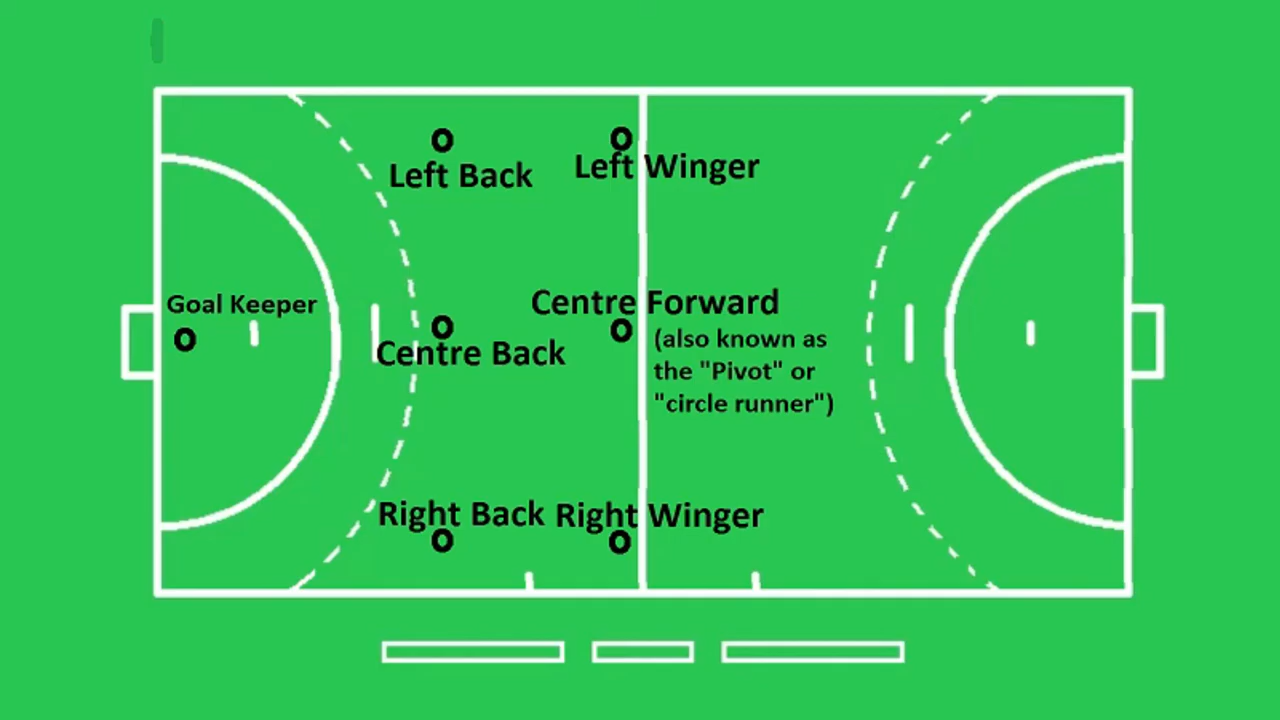 Left Back
Left Winger
Goal Keeper
Centre Forward
(also known as
the "Pivot" or
"circle runner")
Centre Back
Right Back
Right Winger